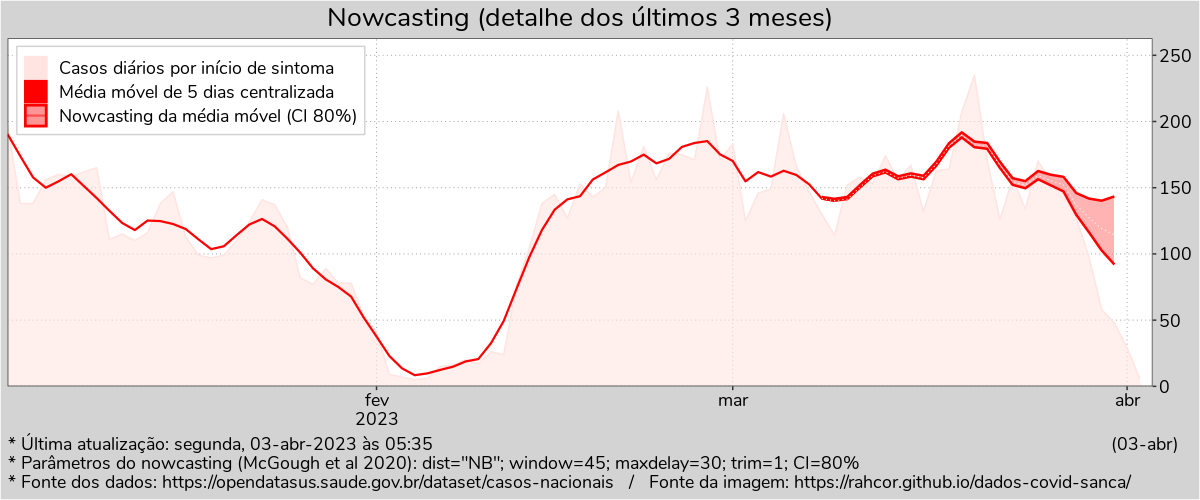 Nowcasting (detalhe dos últimos 3 meses)
Casos diários por início de sintoma
Média móvel de 5 dias centralizada
Nowcasting da média móvel (CI 80%)
250
200
150
100
50
0
fev
2023
mar
abr
* Última atualização: segunda, 03-abr-2023 às 05:35
(03-abr)
* Parâmetros do nowcasting (McGough et al 2020): dist="NB"; window=45; maxdelay=30; trim=1; CI=80%
* Fonte dos dados: https://opendatasus.saude.gov.br/dataset/casos-nacionais / Fonte da imagem: https://rahcor.github.io/dados-covid-sanca/